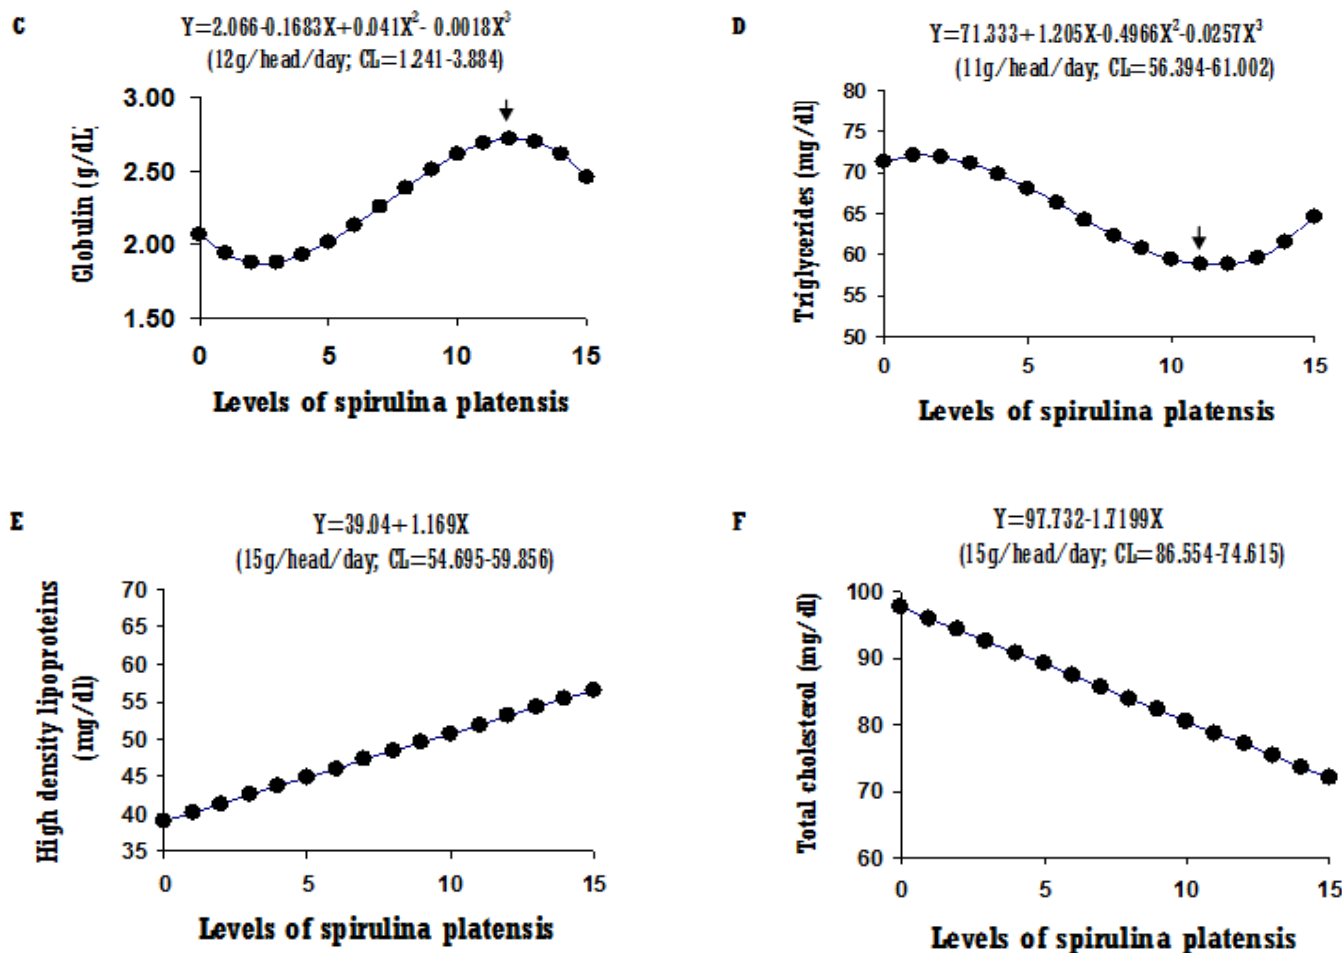 C
Y=2.066-0.1683X+0.041X²- 0.0018X³
(12g/head/day; CL=1.241-3.884)
Globulin (g/dL)
3.00
2.50
2.00
1.50
0 5 10 15
Levels of spirulina platensis
D
Y=71.333+1.205X-0.4966X²-0.0257X³
(11g/head/day; CL=56.394-61.002)
Triglycerides (mg/dl)
80
75
70
65
60
55
50
0 5 10 15
Levels of spirulina platensis
E
Y=39.04+1.169X
(15g/head/day; CL=54.695-59.856)
High density lipoproteins
(mg/dl)
70
65
60
55
50
45
40
35
0 5 10 15
Levels of spirulina platensis
F
Y=97.732-1.7199X
(15g/head/day; CL=86.554-74.615)
Total cholesterol (mg/dl)
100
90
80
70
60
0 5 10 15
Levels of spirulina platensis